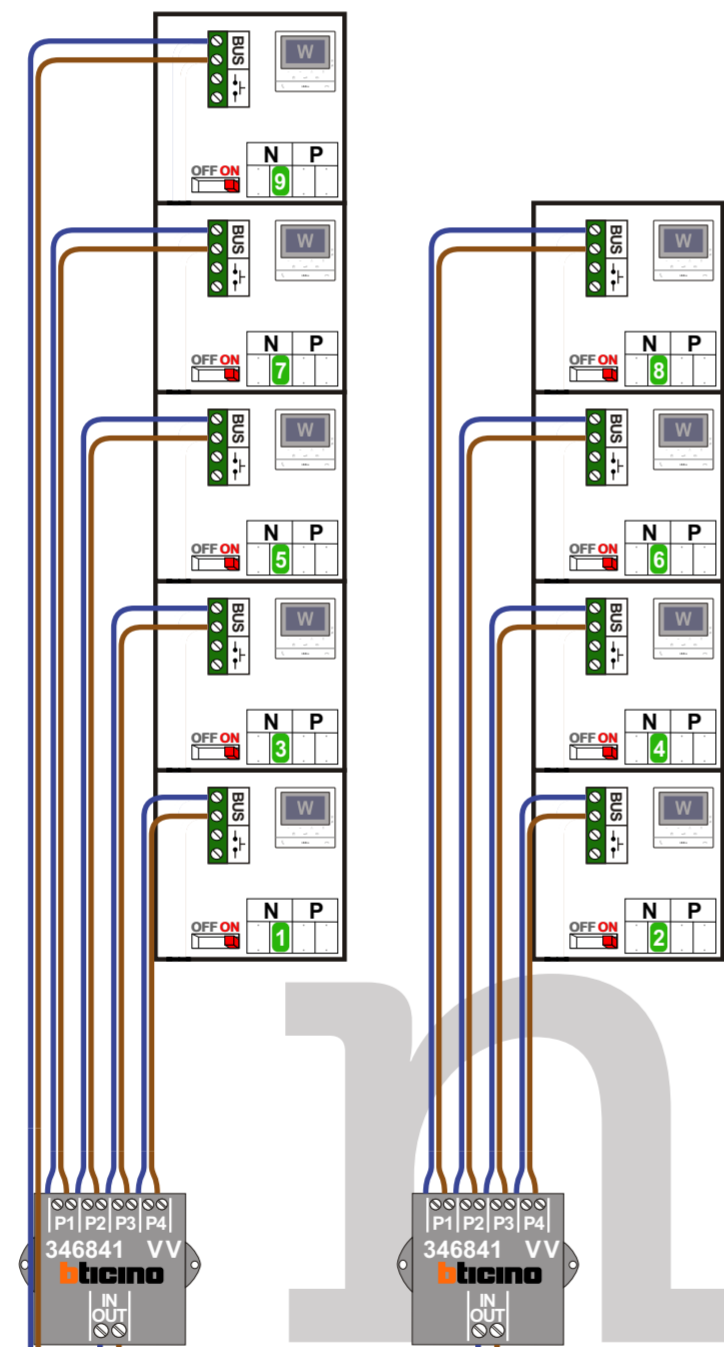 BUS
W
N P
OFF ON
9
BUS
W
N P
OFF ON
7
BUS
W
N P
OFF ON
8
BUS
W
N P
OFF ON
5
BUS
W
N P
OFF ON
6
BUS
W
N P
OFF ON
3
BUS
W
N P
OFF ON
4
BUS
W
N P
OFF ON
1
BUS
W
N P
OFF ON
2
n
P1 P2 P3 P4
346841 VV
bticino
IN
OUT
P1 P2 P3 P4
346841 VV
bticino
IN
OUT